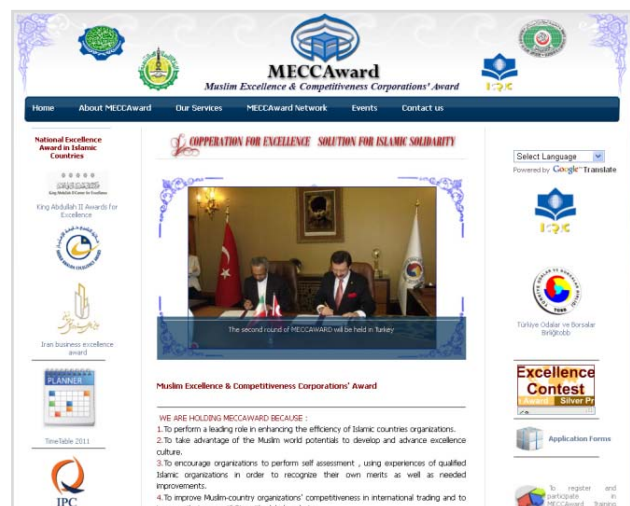 MECCAward
Muslim Excellence & Competitiveness Corporations' Award
Home
About MECCAward
Our Services
MECCAward Network
Events
Contact us
National Excellence
Award in Islamic
Countries
King Abdullah II Awards for
Excellence
Iran business excellence
award
PLANNER
TimeTable 2011
IPC
COPPERATION FOR EXCELLENCE SOLUTION FOR ISLAMIC SOLIDARITY
The second round of MECCAWARD will be held in Turkey
Muslim Excellence & Competitiveness Corporations' Award
WE ARE HOLDING MECCAWARD BECAUSE :
1.To perform a leading role in enhancing the efficiency of Islamic countries organizations.
2.To take advantage of the Muslim world potentials to develop and advance excellence
culture.
3.To encourage organizations to perform self assessment , using experiences of qualified
Islamic organizations in order to recognize their own merits as well as needed
improvements.
4.To improve Muslim-country organizations' competitiveness in international trading and to
Select Language
Powered by Google Translate
Türkiye Odalar ve Borsalar
Birliğitobb
Excellence
Contest
Award Silver Pr
Application Forms
To register and
participate in
MECCAward Training